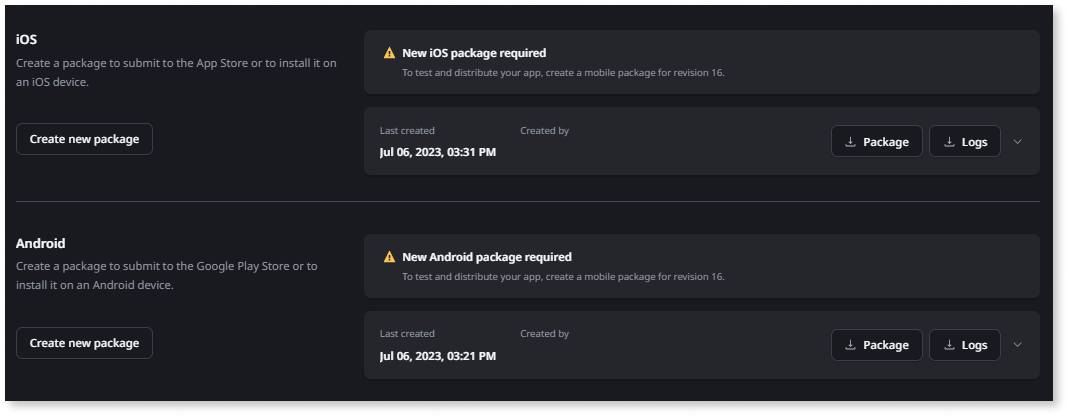 iOS
Create a package to submit to the App Store or to install it on
an iOS device.
Create new package
New iOS package required
To test and distribute your app, create a mobile package for revision 16.
Last created
Created by
Jul 06, 2023, 03:31 PM
Package
Logs
Android
Create a package to submit to the Google Play Store or to
install it on an Android device.
Create new package
New Android package required
To test and distribute your app, create a mobile package for revision 16.
Last created
Created by
Jul 06, 2023, 03:21 PM
Package
Logs